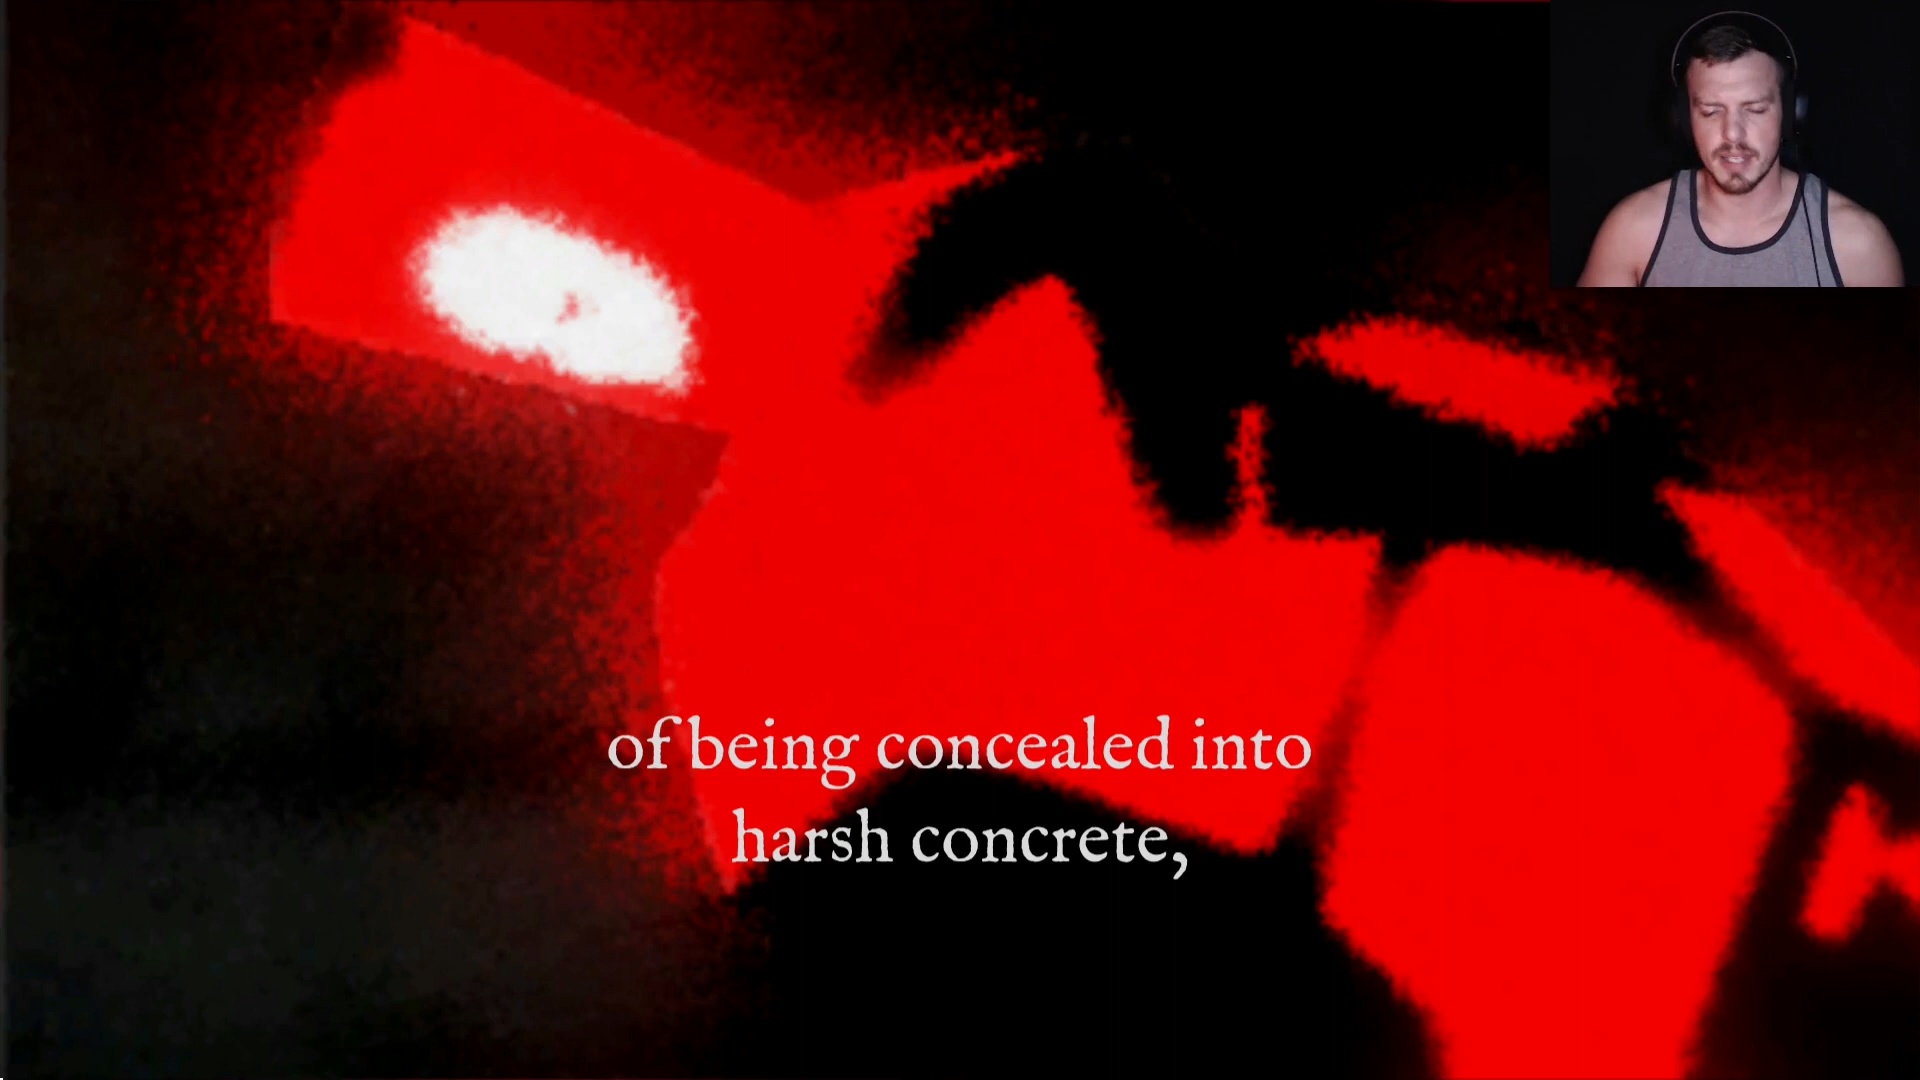 of being concealed into
harsh concrete,